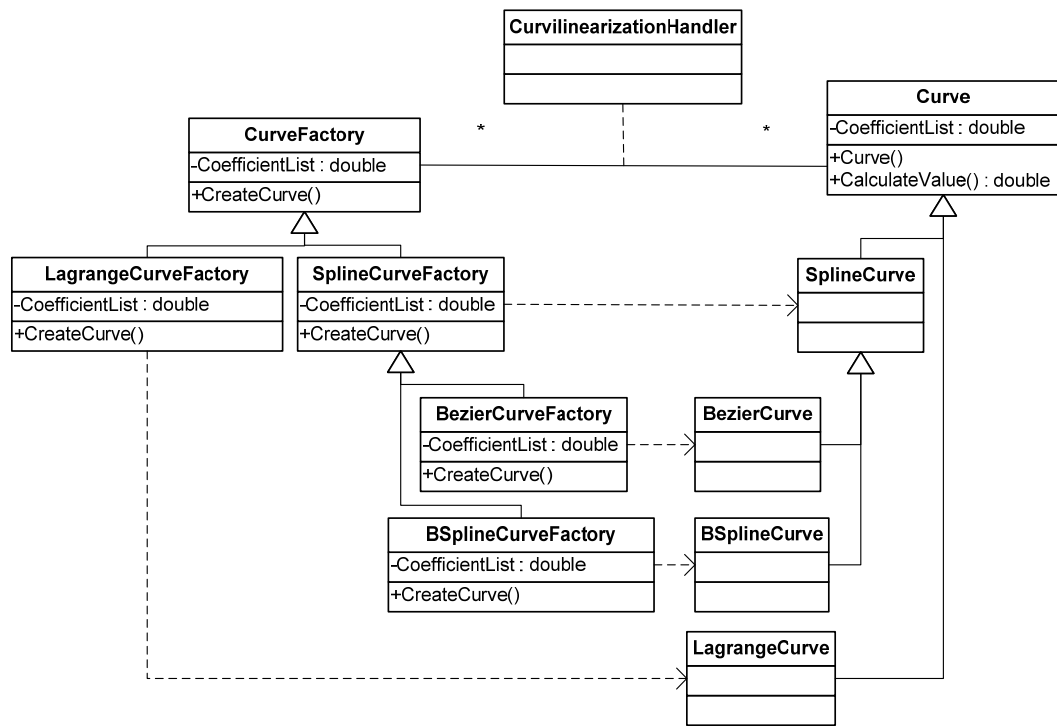 CurvilinearizationHandler
Curve
-CoefficientList : double
+Curve()
+CalculateValue() : double
*
*
CurveFactory
-CoefficientList : double
+CreateCurve()
LagrangeCurveFactory
-CoefficientList : double
+CreateCurve()
SplineCurveFactory
-CoefficientList : double
+CreateCurve()
SplineCurve
BezierCurveFactory
-CoefficientList : double
+CreateCurve()
BezierCurve
BSplineCurveFactory
-CoefficientList : double
+CreateCurve()
BSplineCurve
LagrangeCurve